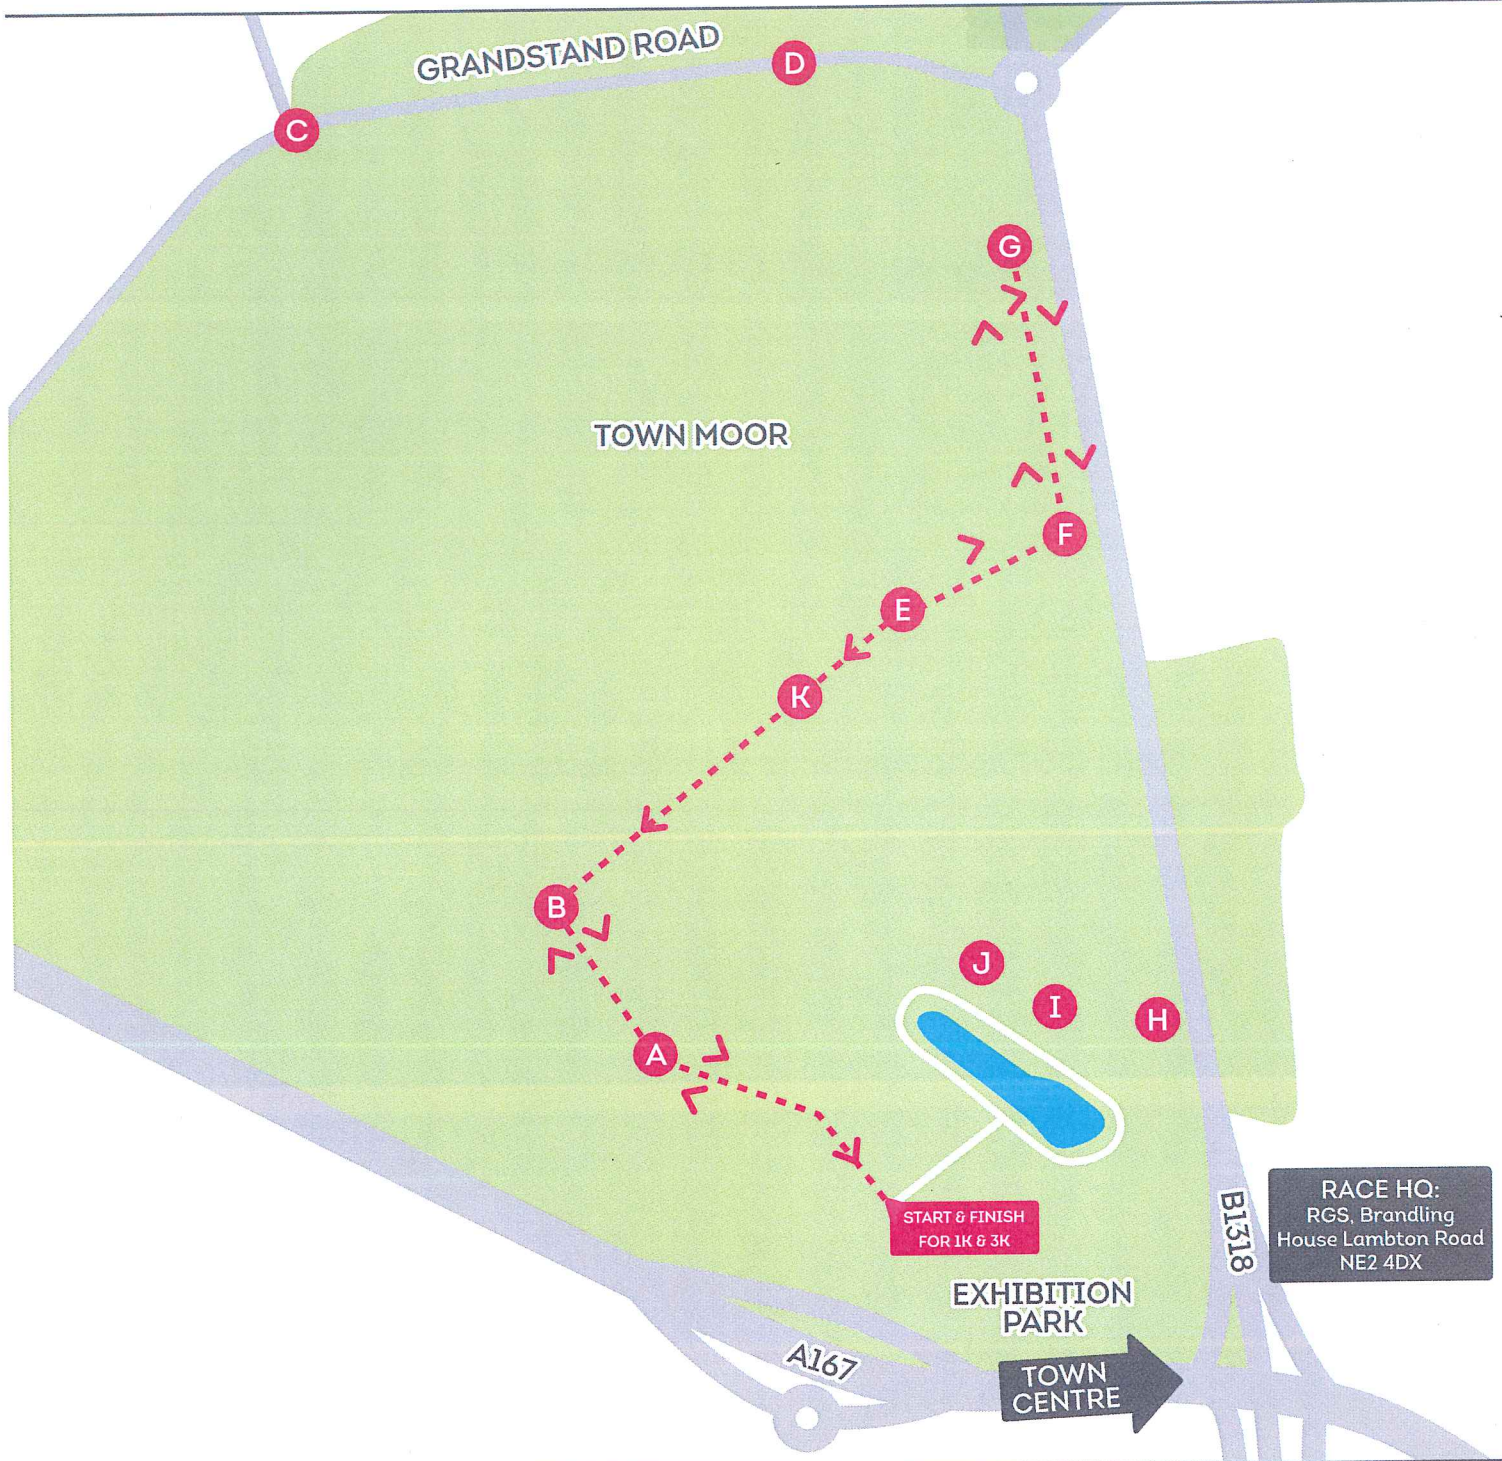 GRANDSTAND ROAD
D
C
G
TOWN MOOR
F
E
K
B
J
I
H
A
START & FINISH
FOR 1K & 3K
RACE HQ:
RGS, Brandling
House Lambton Road
NE2 4DX
B1318
EXHIBITION
PARK
A167
TOWN
CENTRE